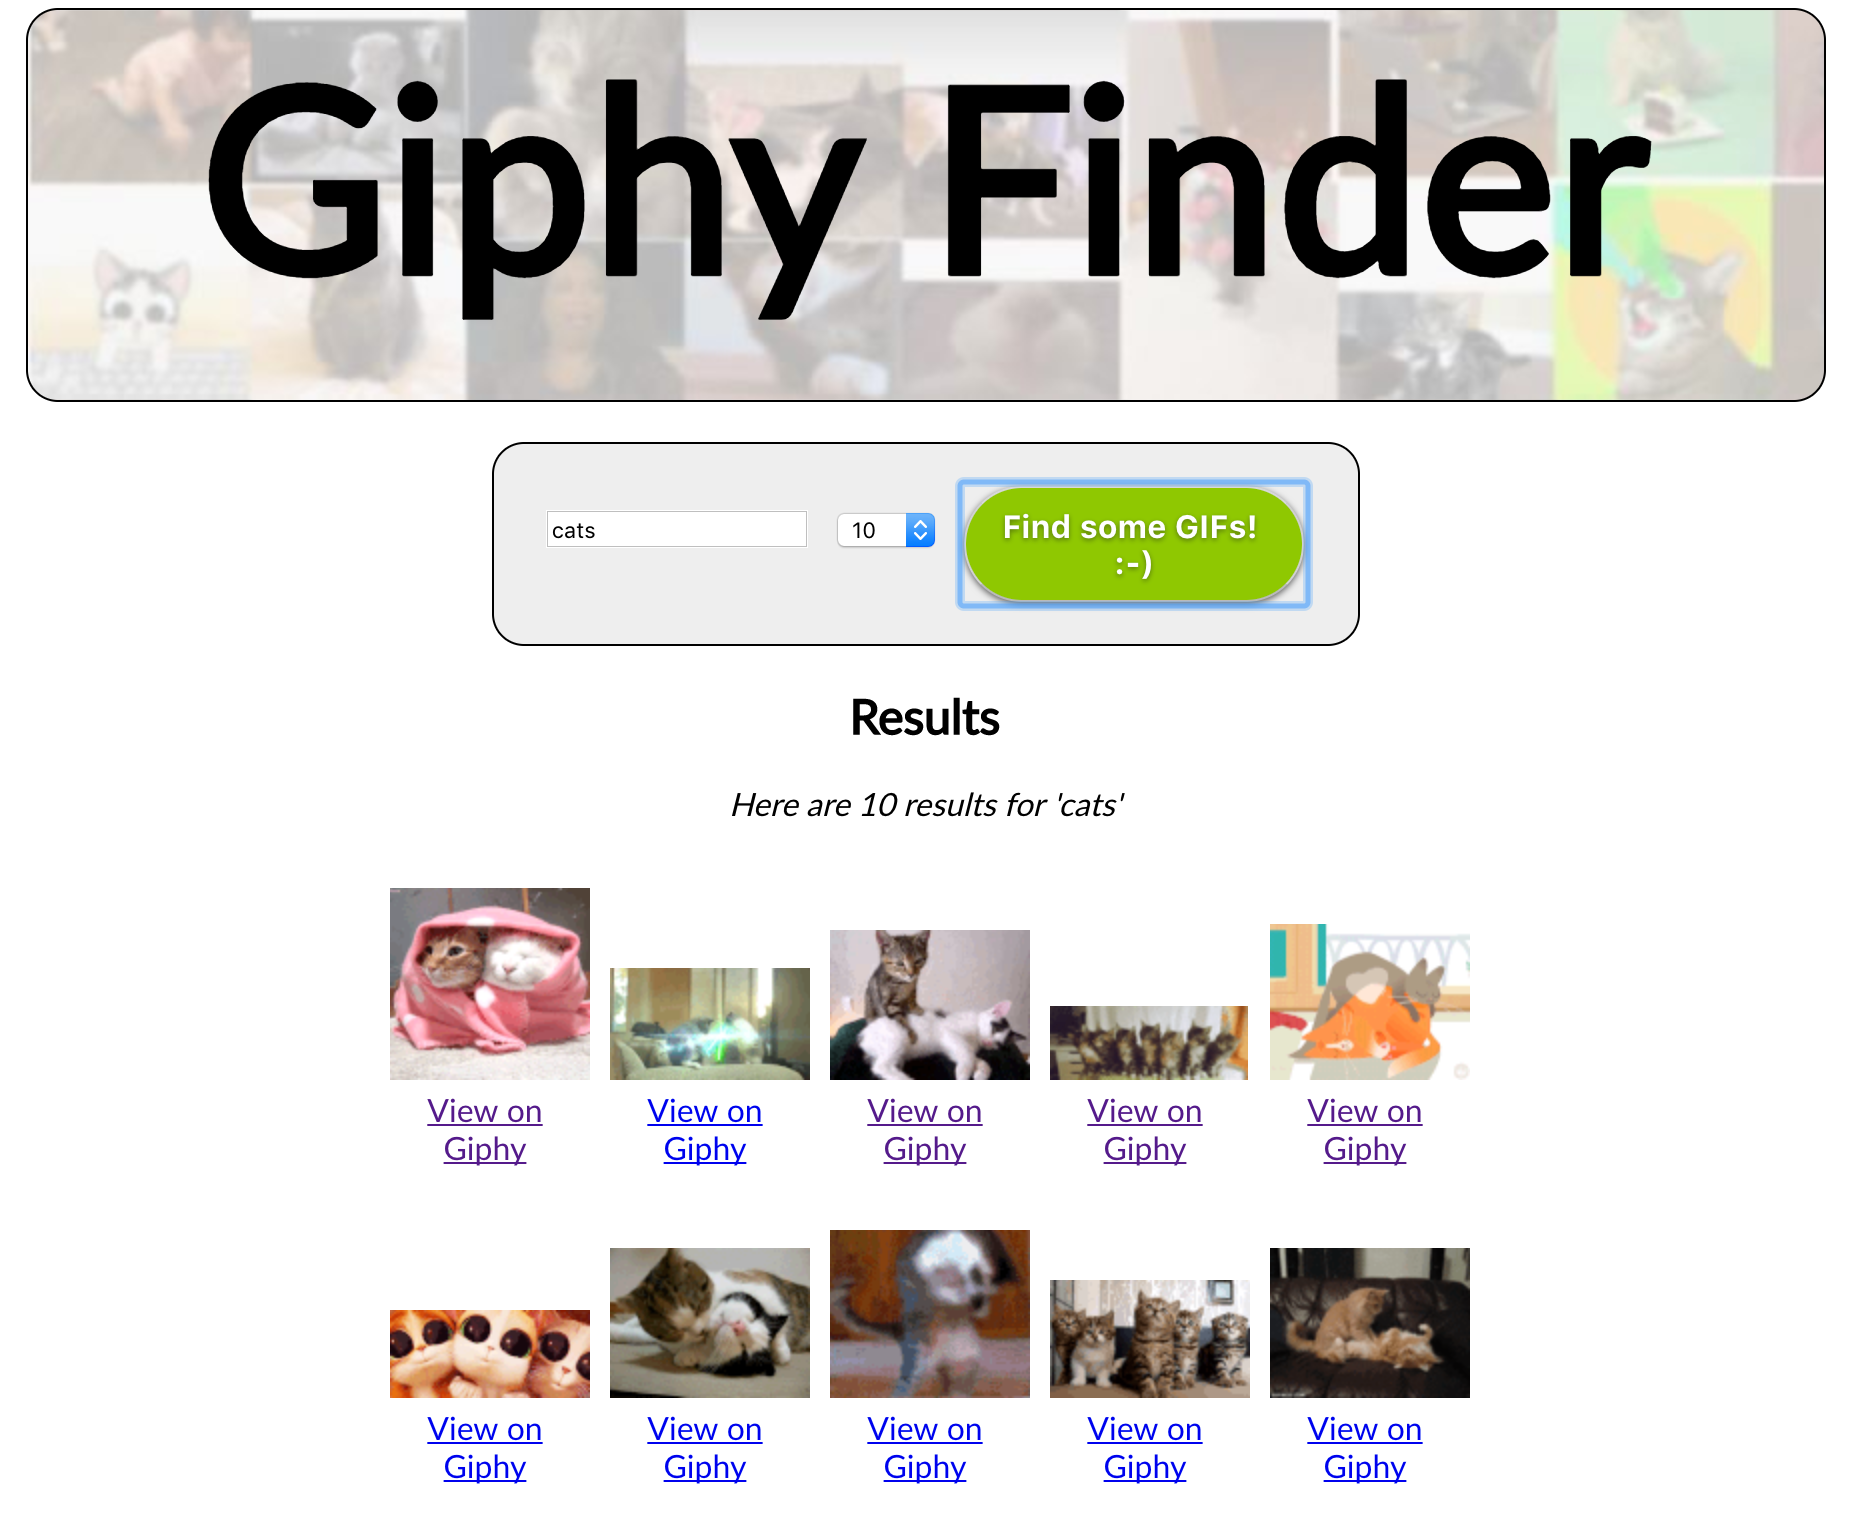 Giphy Finder
cats
10
Find some GIFs!
:-)
Results
Here are 10 results for 'cats'
View on
Giphy
View on
Giphy
View on
Giphy
View on
Giphy
View on
Giphy
View on
Giphy
View on
Giphy
View on
Giphy
View on
Giphy
View on
Giphy